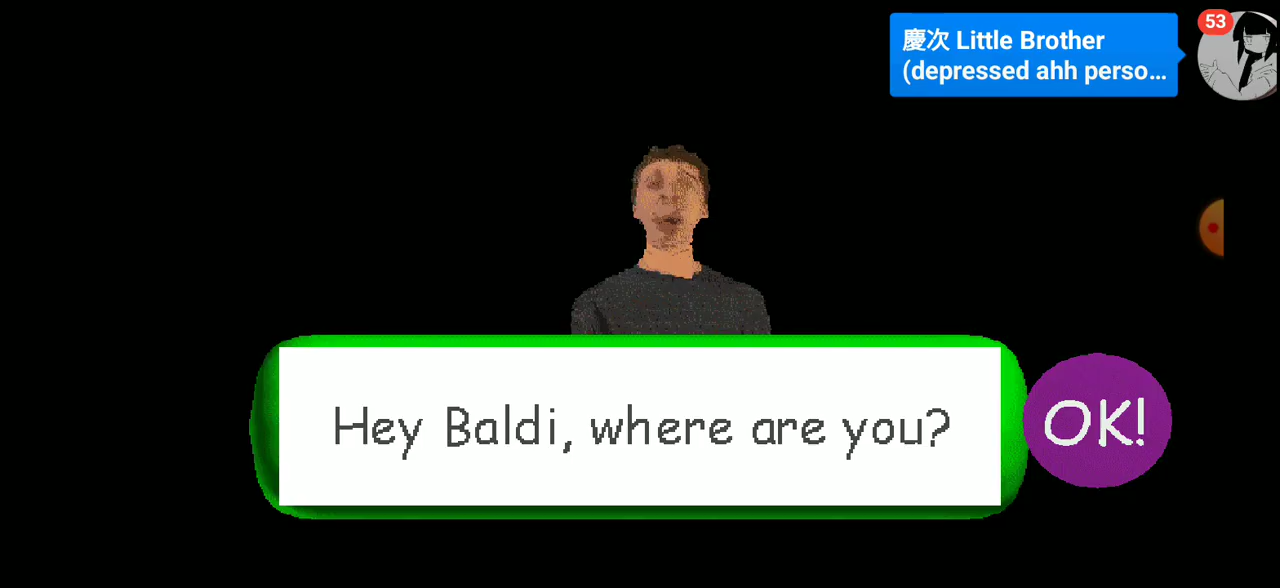 53
慶次 Little Brother
(depressed ahh perso...
Hey Baldi, where are you?
OK!